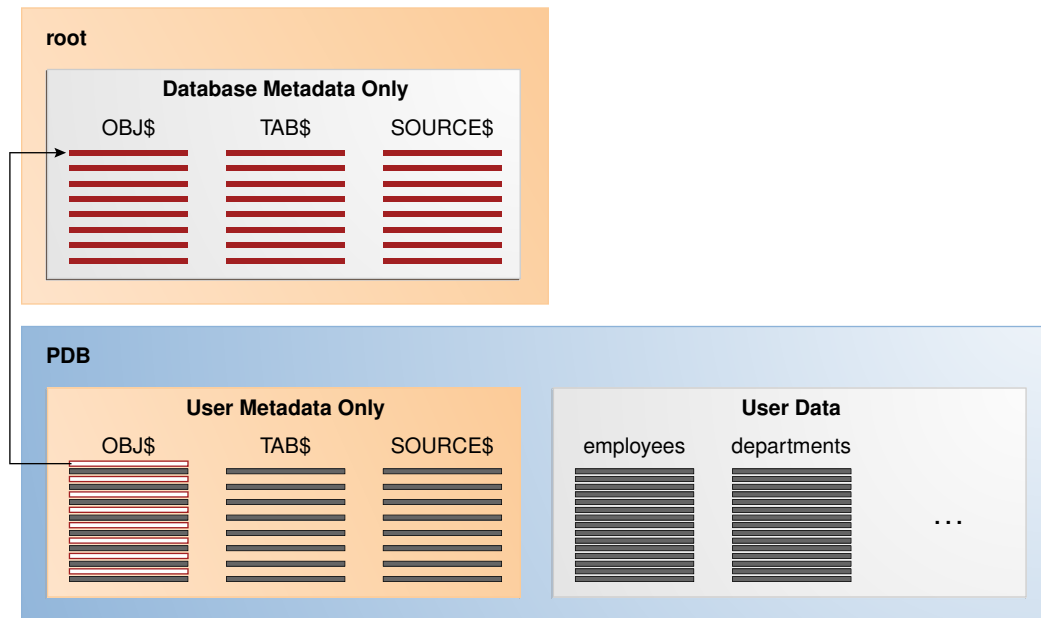 root
Database Metadata Only
OBJ$ TAB$ SOURCE$
PDB
User Metadata Only
OBJ$ TAB$ SOURCE$
User Data
employees departments
...